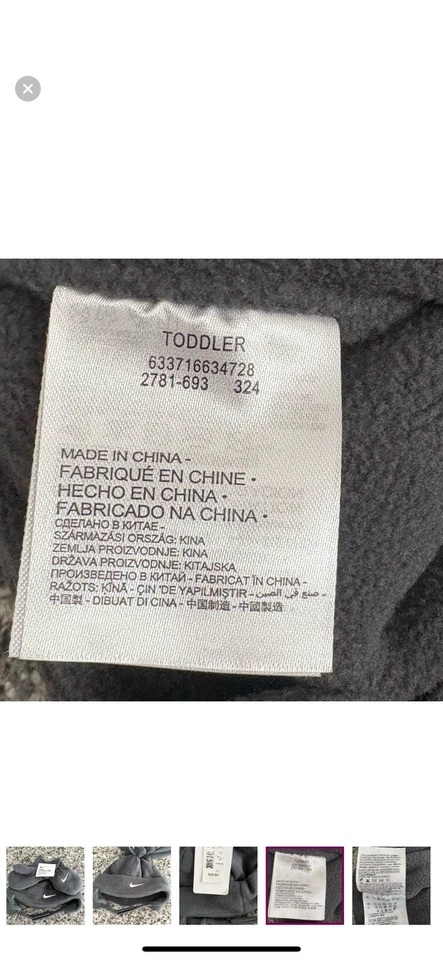 TODDLER
633716634728
2781-693 324
MADE IN CHINA -
FABRIQUÉ EN CHINE •
HECHO EN CHINA •
FABRICADO NA CHINA •
СДЕЛАНО В КИТАЕ -
SZÁRMAZÁSI ORSZÁG: KINA
ZEMLJA PROIZVODNJE: KINA
DRŽAVA PROIZVODNJE: KITAJSKA
ПРОИЗВЕДЕНО В КИТАЙ - FABRICAT ÎN CHINA -
RAŽOTS: ĶĪNĀ - ÇIN 'DE YAPILMIŞTIR - صنع في الصين -
中国製 - DIBUAT DI CINA - 中国制造 - 中國製造